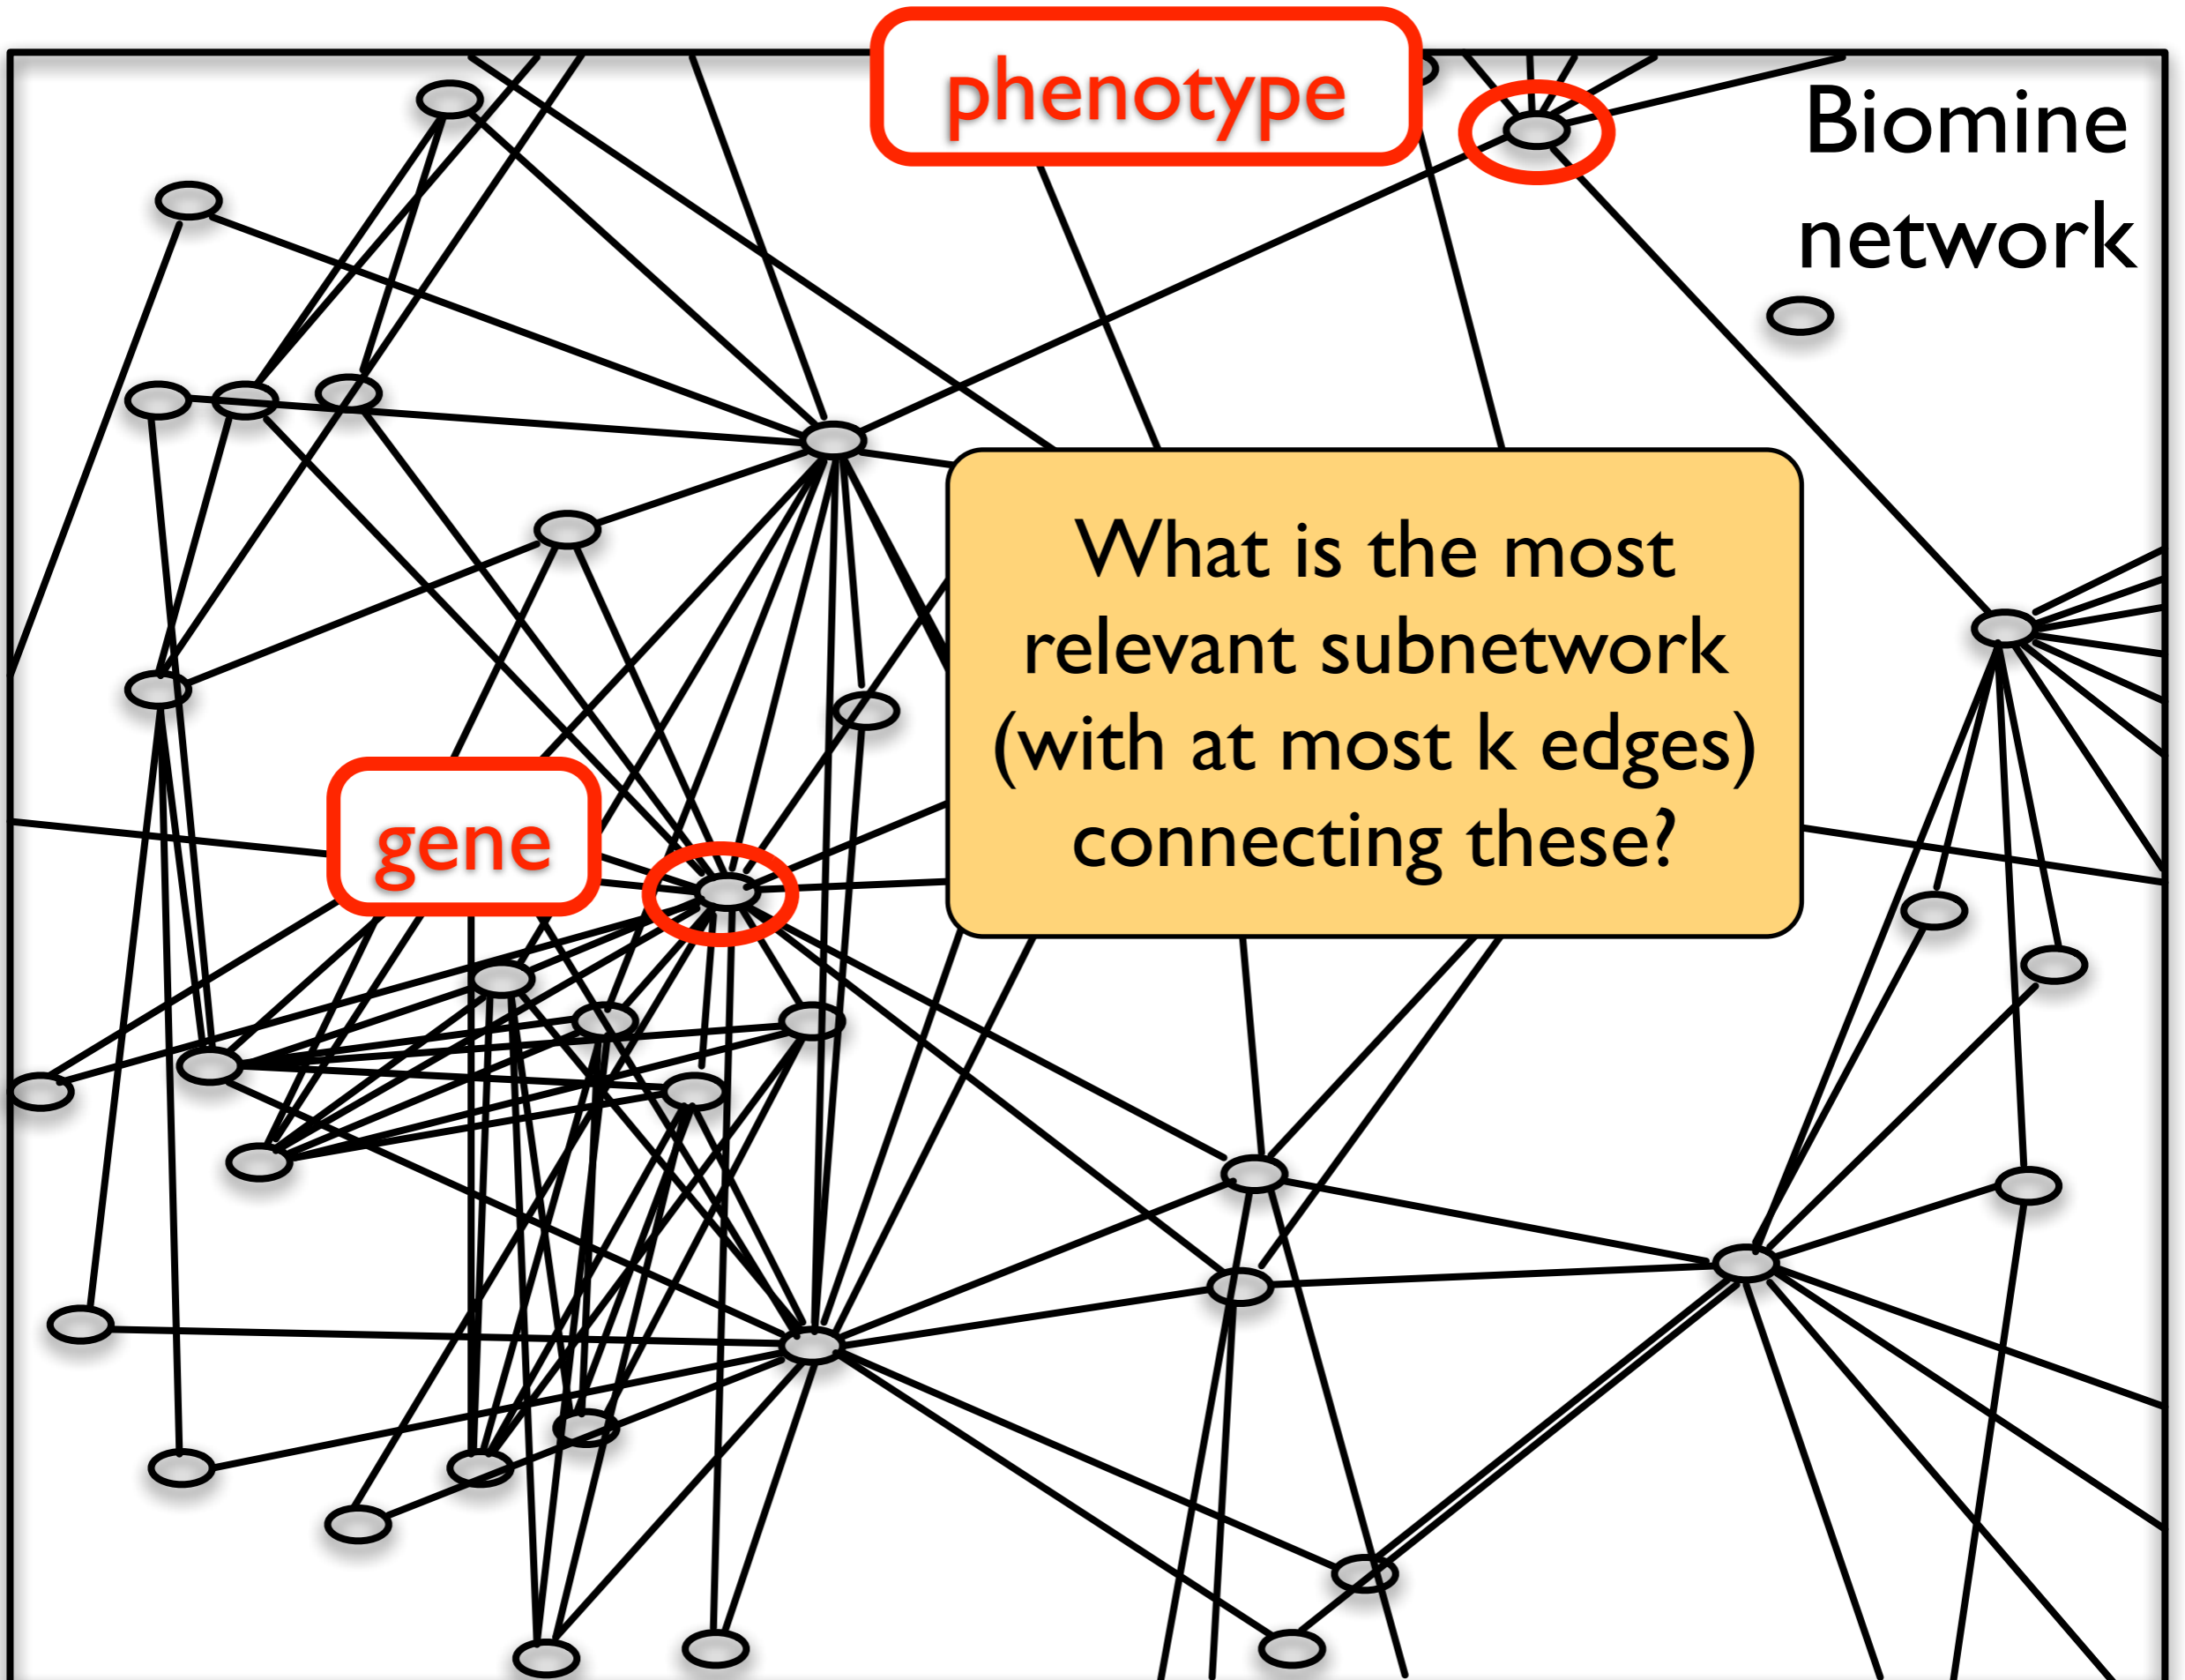 phenotype
Biomine
network
What is the most
relevant subnetwork
(with at most k edges)
connecting these?
gene